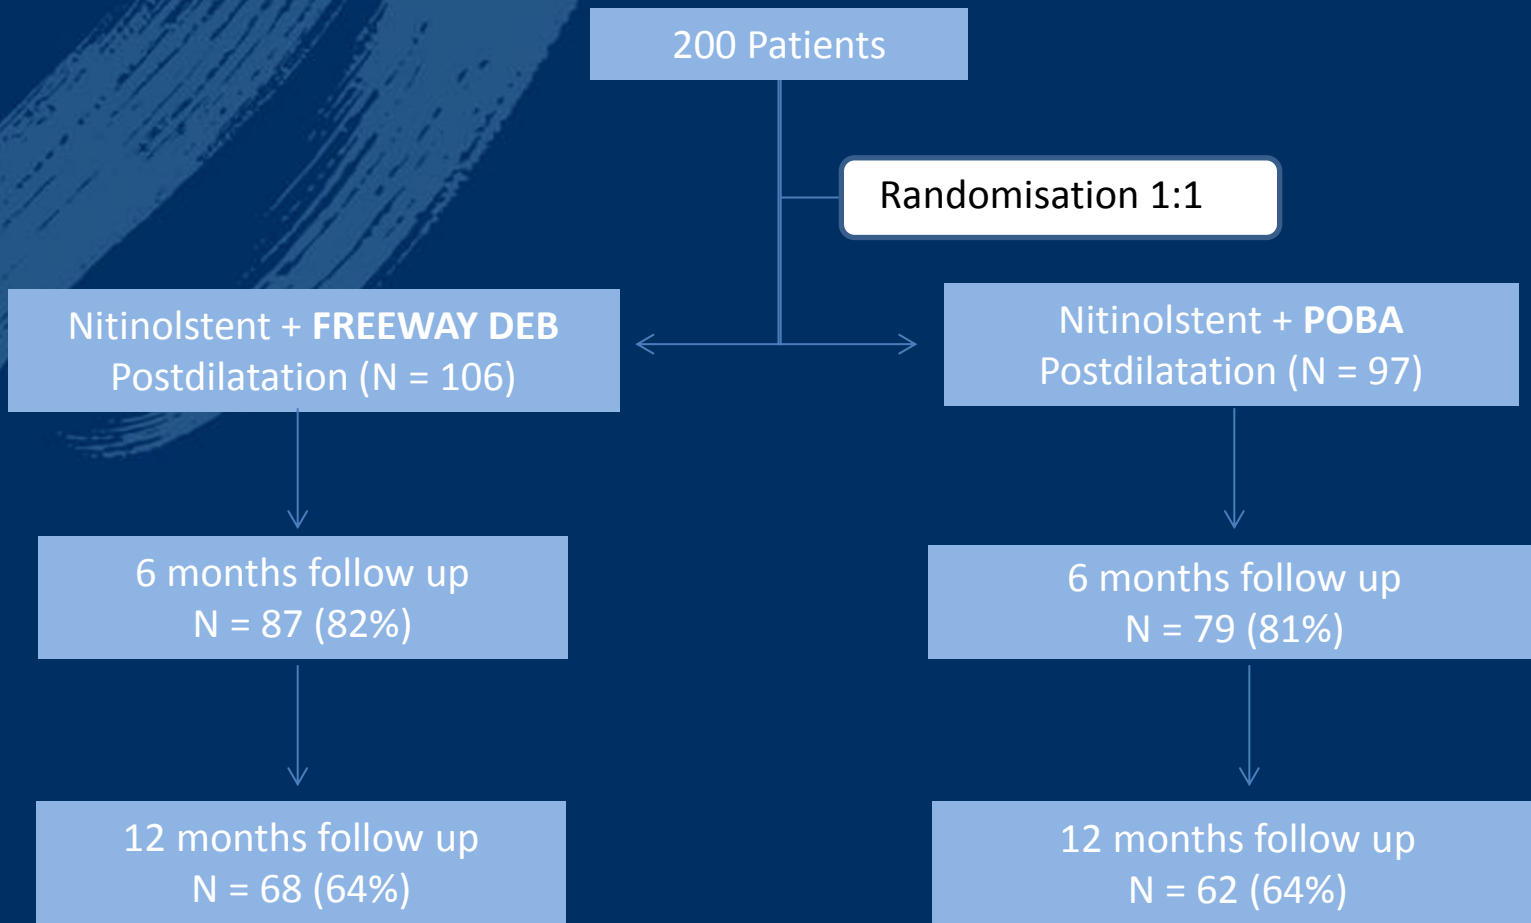 200 Patients
Randomisation 1:1
Nitinolstent + FREEWAY DEB
Postdilatation (N = 106)
Nitinolstent + POBA
Postdilatation (N = 97)
6 months follow up
N = 87 (82%)
6 months follow up
N = 79 (81%)
12 months follow up
N = 68 (64%)
12 months follow up
N = 62 (64%)